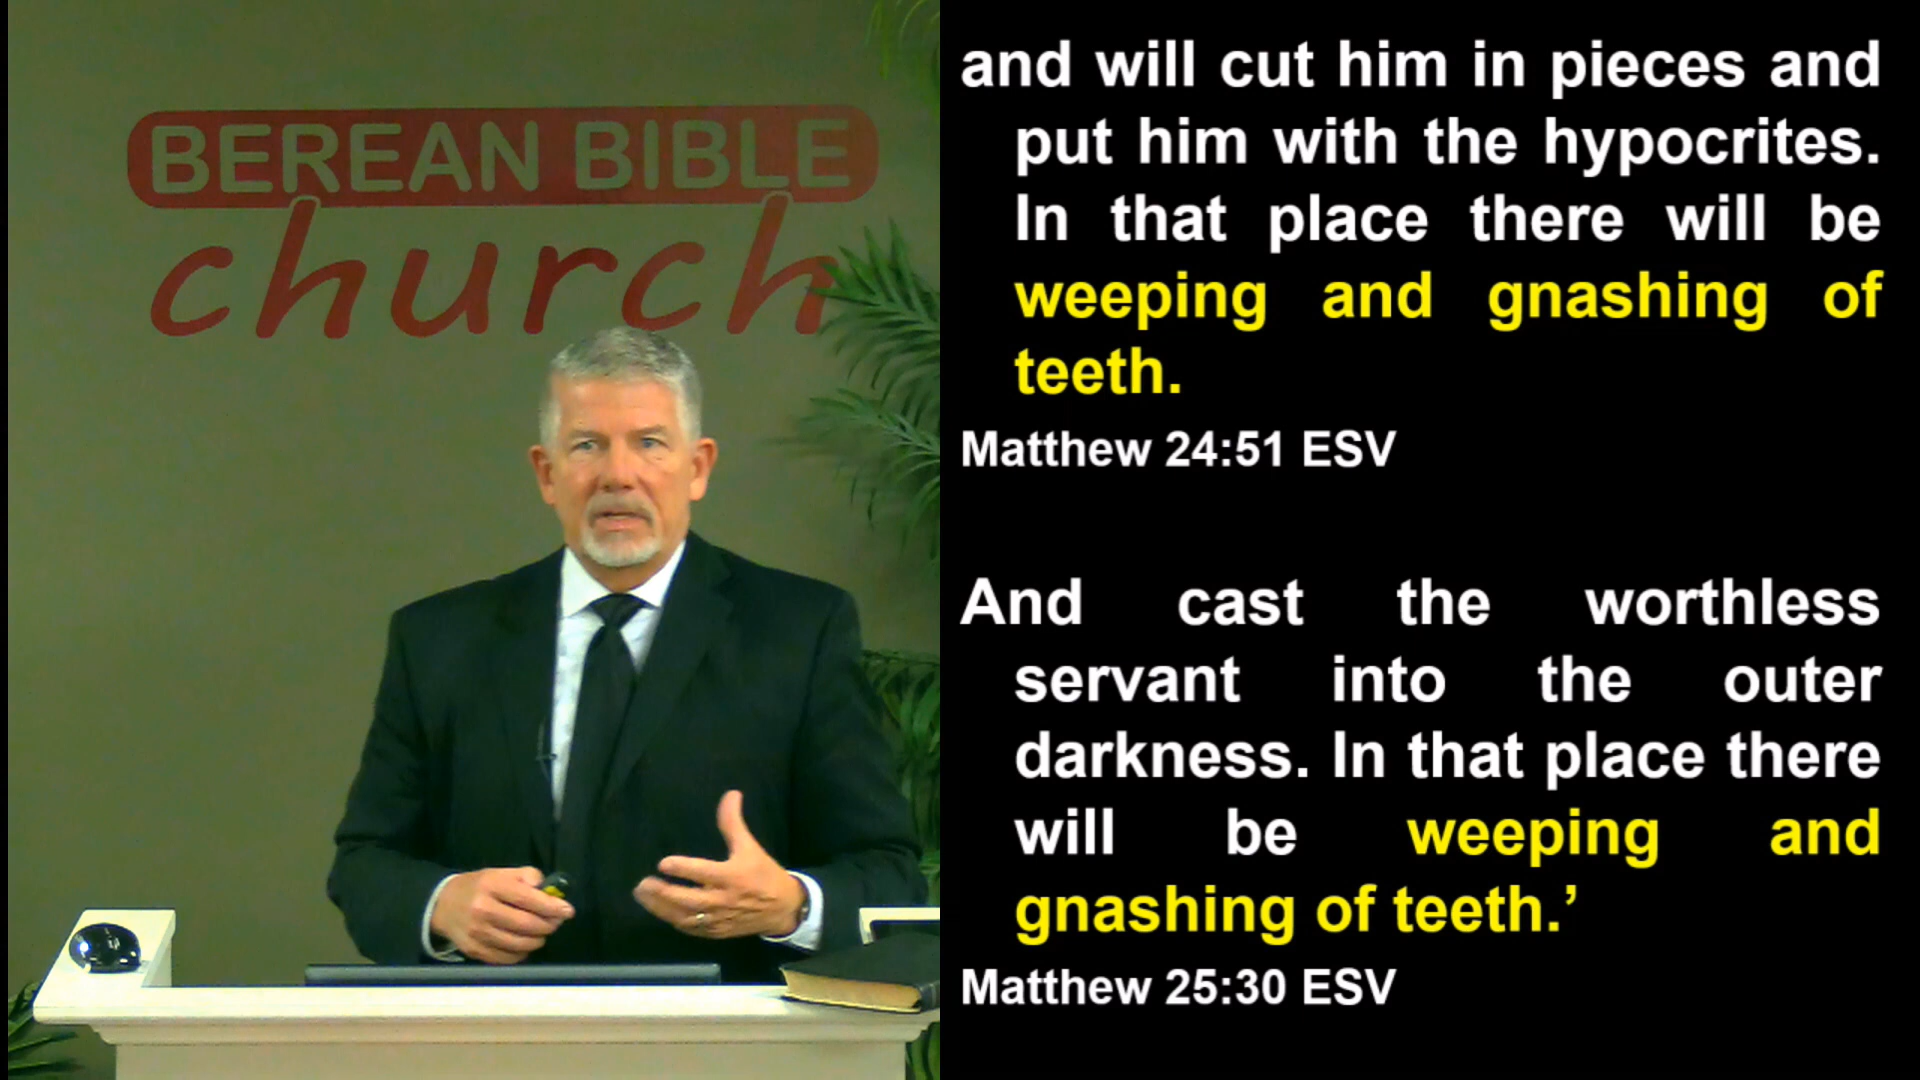 BEREAN BIBLE
church
and will cut him in pieces and
put him with the hypocrites.
In that place there will be
weeping and gnashing of
teeth.
Matthew 24:51 ESV
And cast the worthless
servant into the outer
darkness. In that place there
will be weeping and
gnashing of teeth.’
Matthew 25:30 ESV